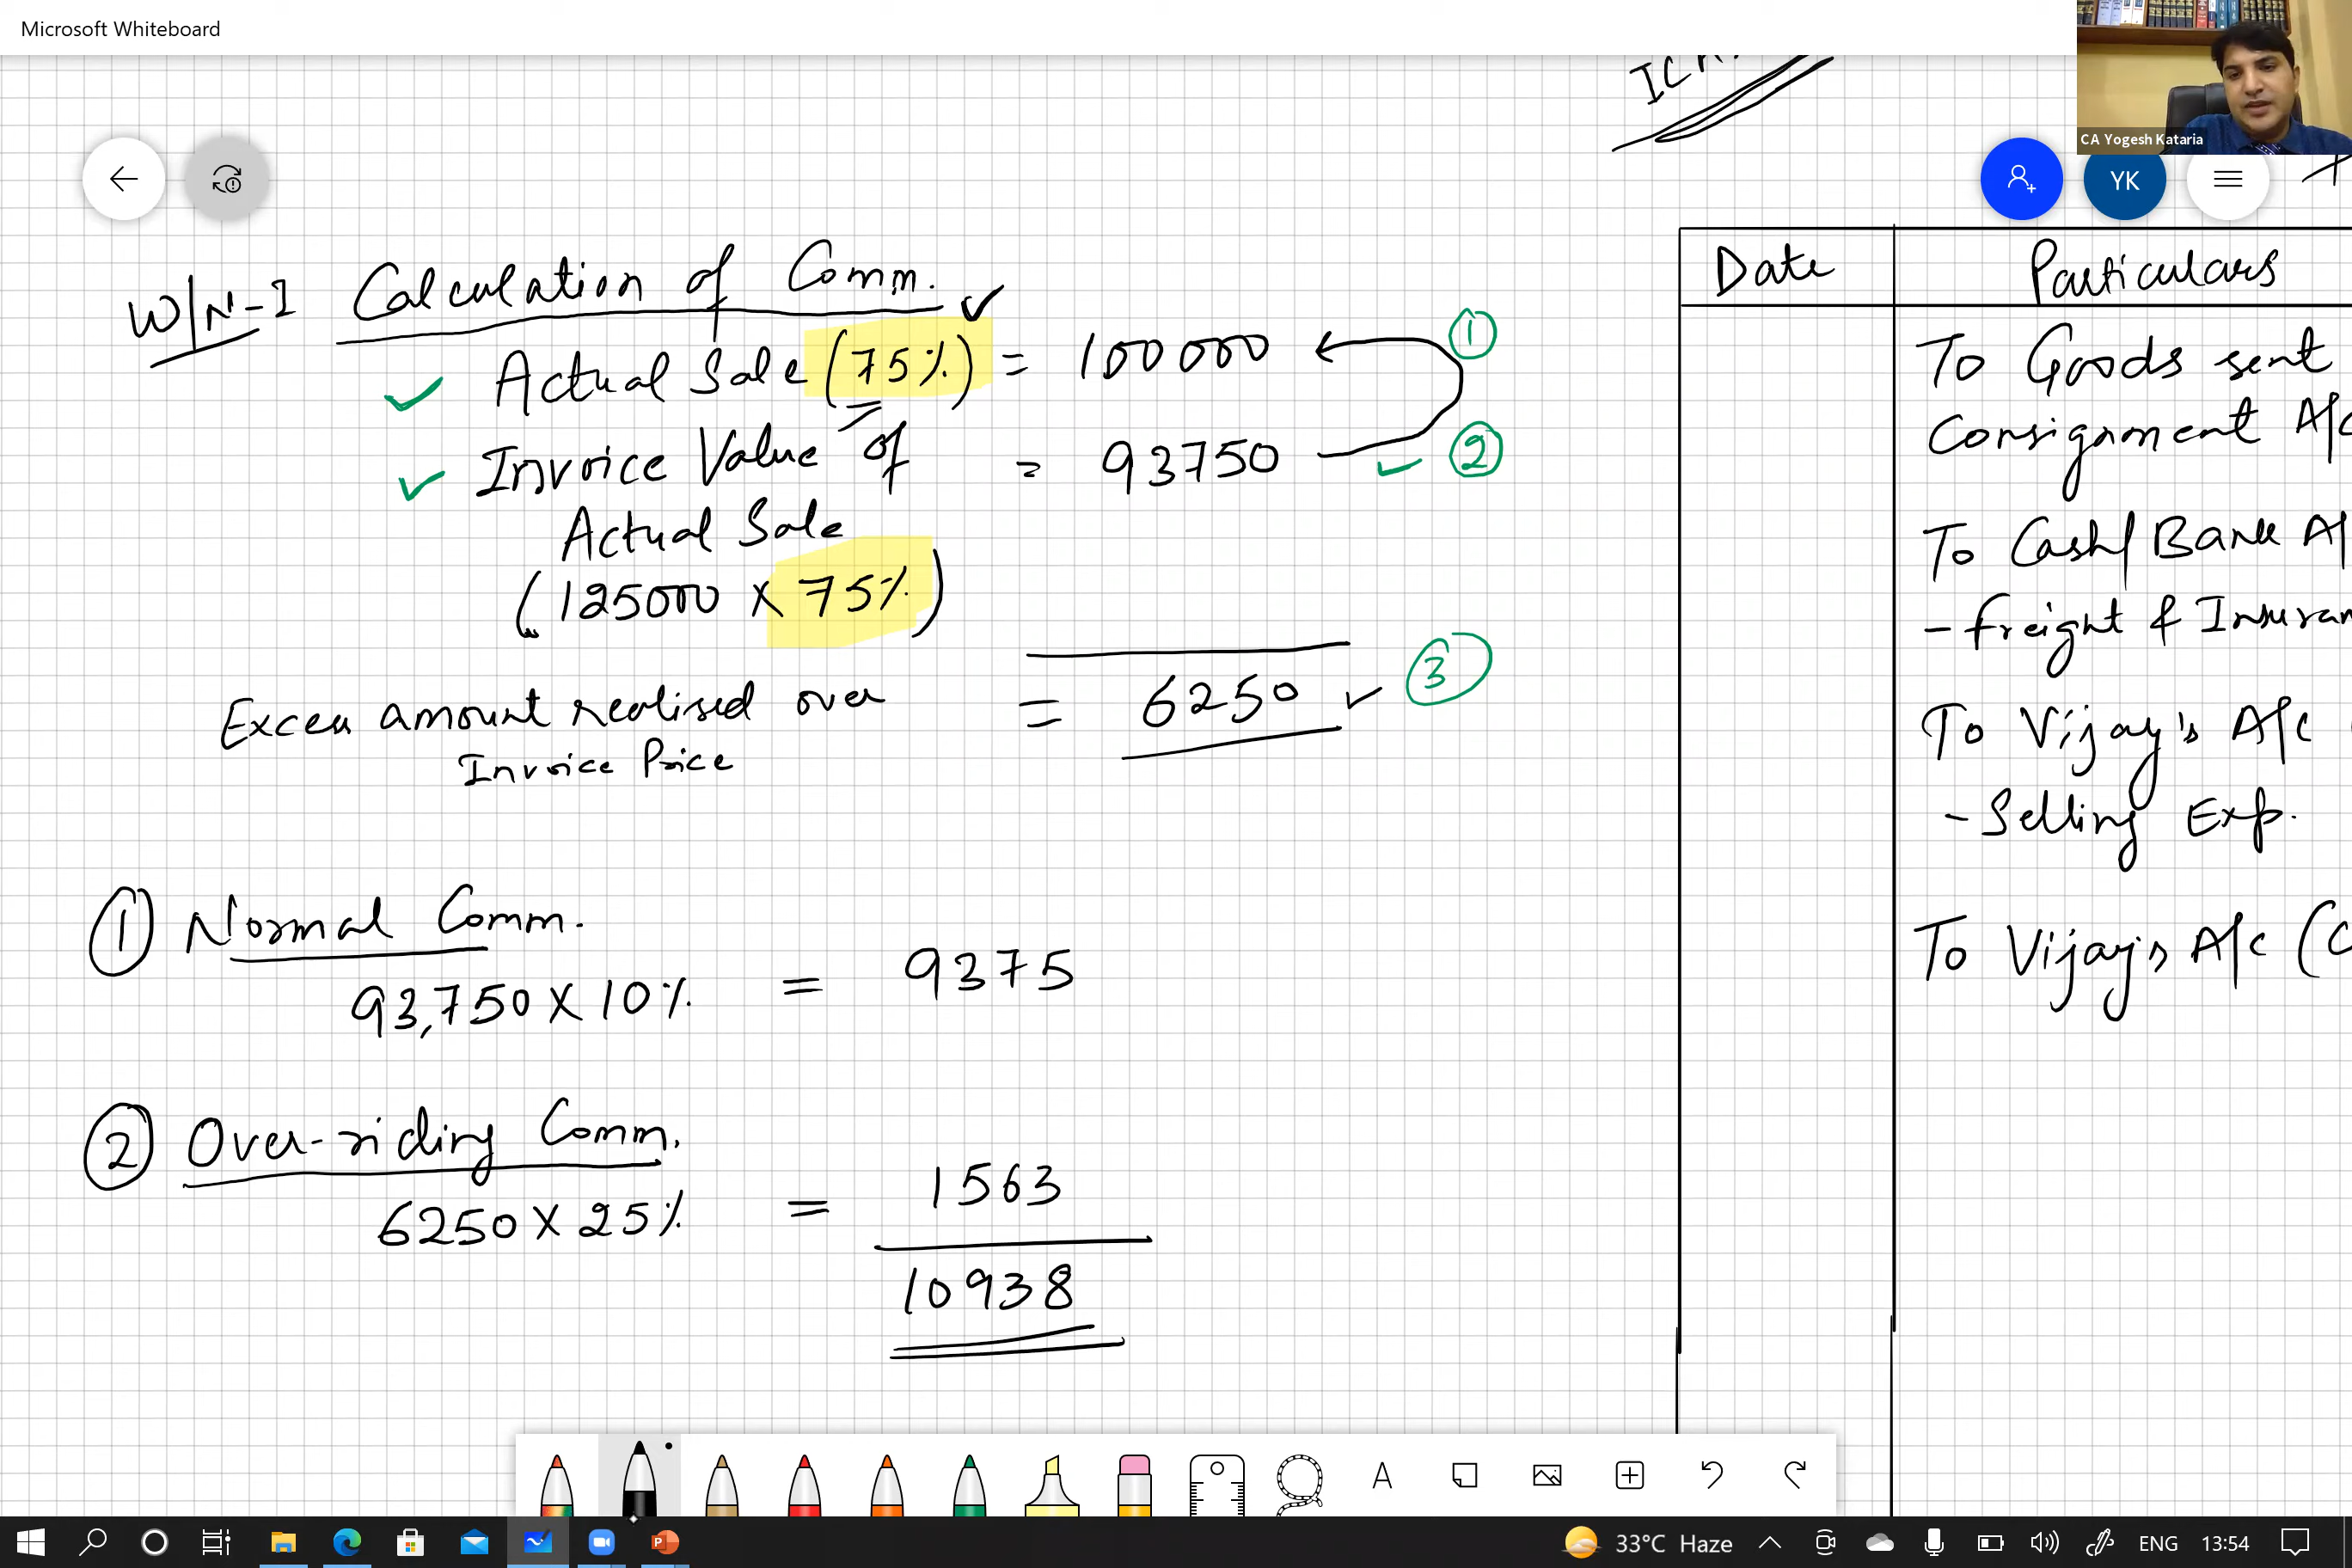 Microsoft Whiteboard
CA Yogesh Kataria
YK
W/N-1 Calculation of Comm.
Actual Sale (75%) = 100000 ①
Invoice Value of = 93750 ②
Actual Sale
(125000 × 75%)
Excess amount realised over = 6250 ③
Invoice Price
① Normal Comm.
93,750 × 10% = 9375
② Over-riding Comm.
6250 × 25% = 1563
10938
Date Particulars
To Goods sent
Consignment A/c
To Cash/Bank A/
- freight & Insuran
To Vijay's A/c
- Selling Exp.
To Vijay's A/c (C
A
33°C Haze
ENG
13:54